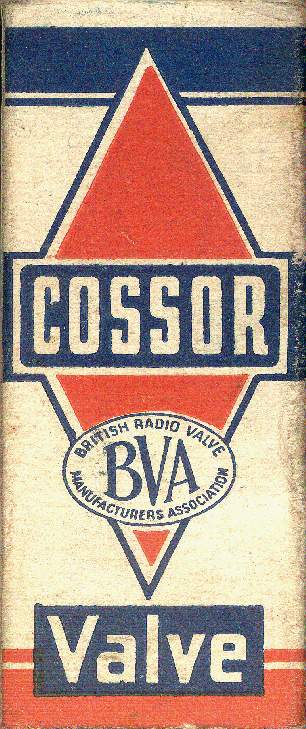 COSSOR
BRITISH RADIO VALVE
BVA
MANUFACTURERS ASSOCIATION
Valve